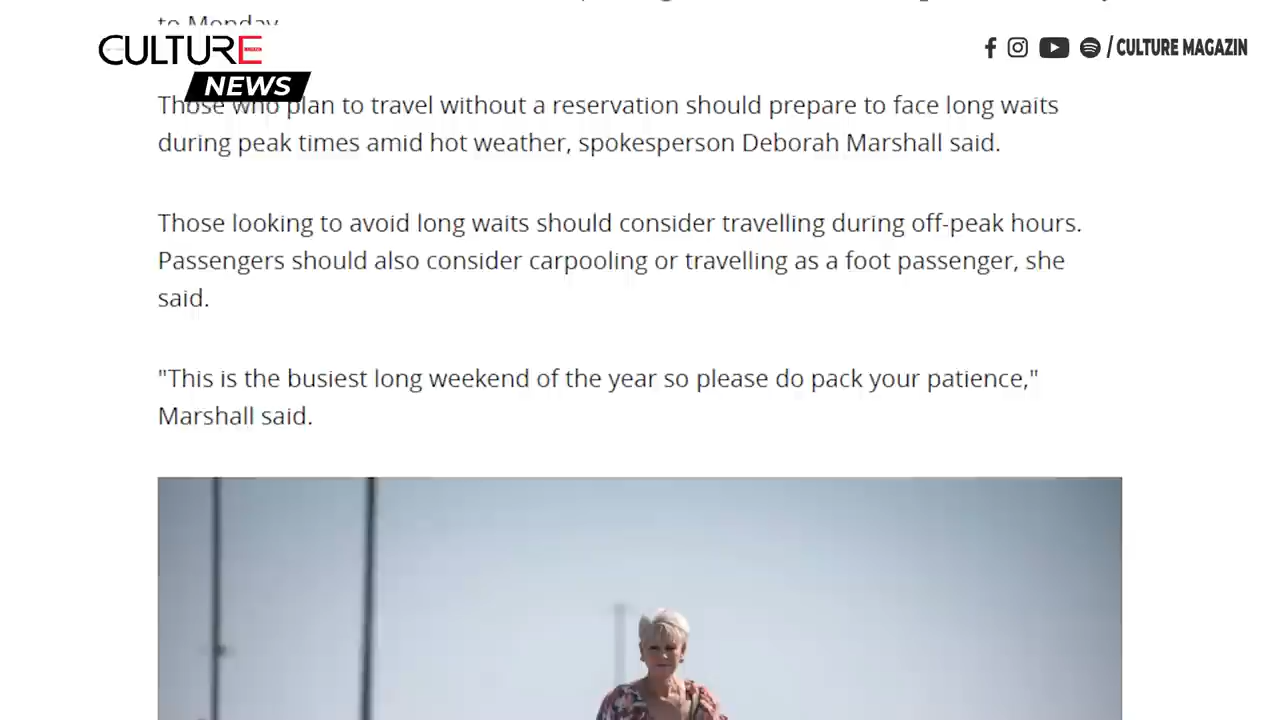 to Monday
CULTURE
NEWS
/ CULTURE MAGAZIN
Those who plan to travel without a reservation should prepare to face long waits
during peak times amid hot weather, spokesperson Deborah Marshall said.
Those looking to avoid long waits should consider travelling during off-peak hours.
Passengers should also consider carpooling or travelling as a foot passenger, she
said.
"This is the busiest long weekend of the year so please do pack your patience,"
Marshall said.